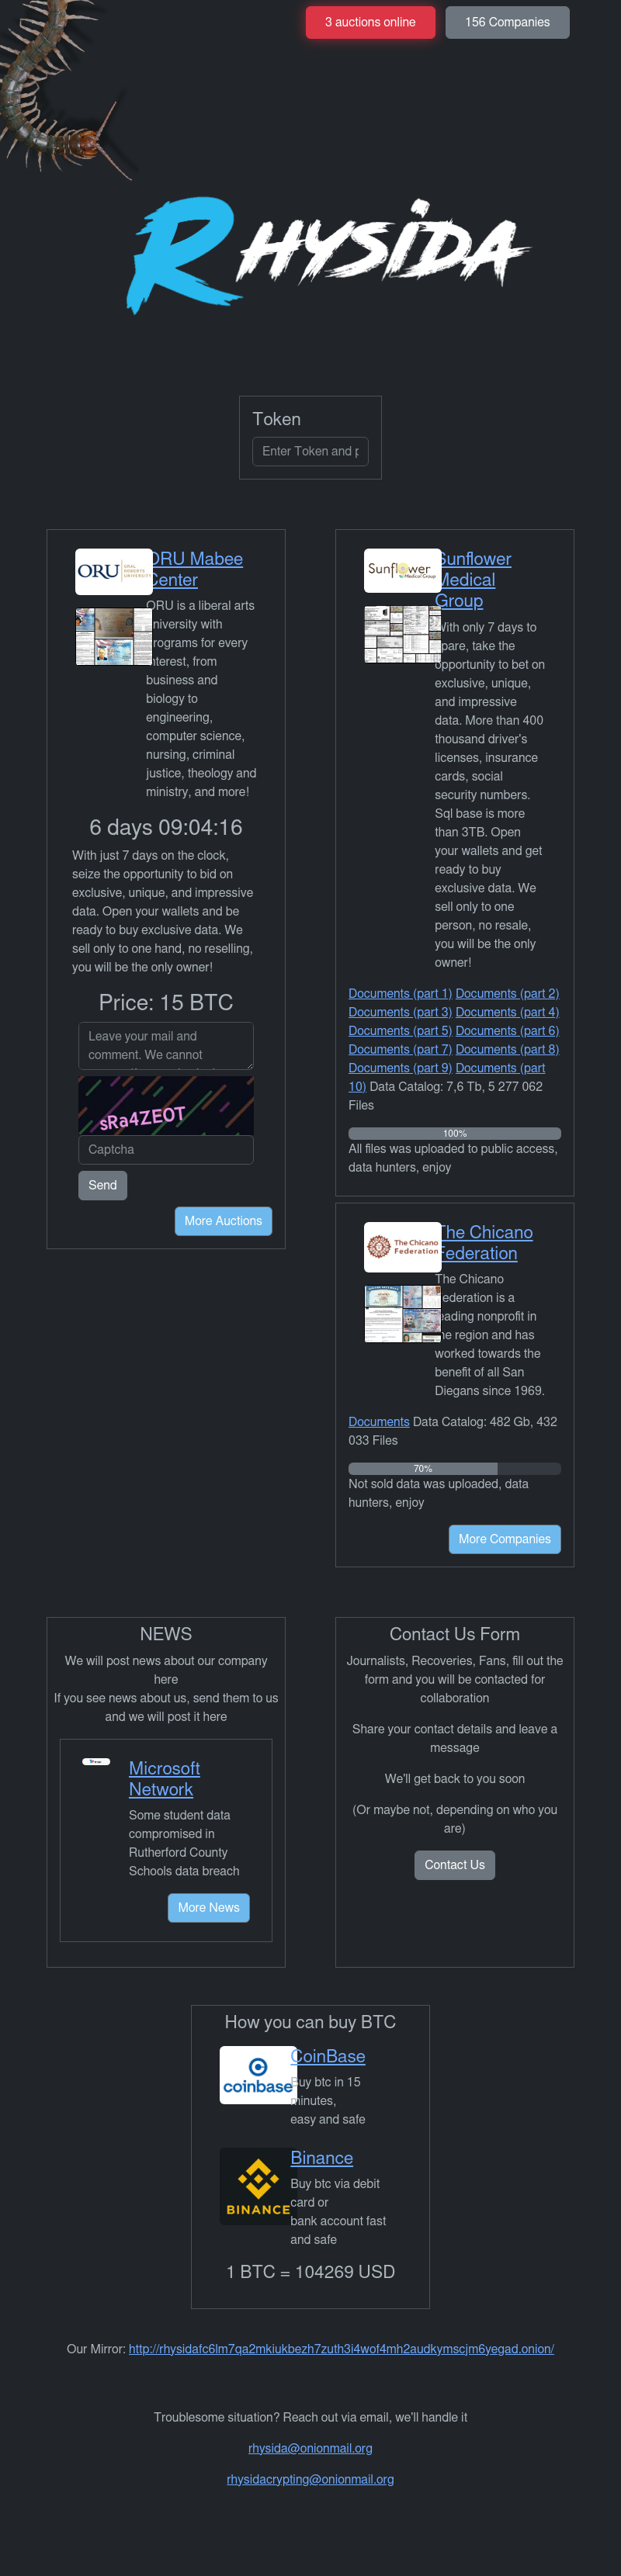 3 auctions online
156 Companies
RHYSIDA
Token
Enter Token and p
ORU
ORAL ROBERTS UNIVERSITY
ORU Mabee
Center
ORU is a liberal arts
university with
programs for every
interest, from
business and
biology to
engineering,
computer science,
nursing, criminal
justice, theology and
ministry, and more!
6 days 09:04:16
With just 7 days on the clock,
seize the opportunity to bid on
exclusive, unique, and impressive
data. Open your wallets and be
ready to buy exclusive data. We
sell only to one hand, no reselling,
you will be the only owner!
Price: 15 BTC
Leave your mail and
comment. We cannot
sRa4ZEOT
Captcha
Send
More Auctions
Sunflower
Medical Group
Sunflower
Medical
Group
With only 7 days to
spare, take the
opportunity to bet on
exclusive, unique,
and impressive
data. More than 400
thousand driver's
licenses, insurance
cards, social
security numbers.
Sql base is more
than 3TB. Open
your wallets and get
ready to buy
exclusive data. We
sell only to one
person, no resale,
you will be the only
owner!
Documents (part 1) Documents (part 2)
Documents (part 3) Documents (part 4)
Documents (part 5) Documents (part 6)
Documents (part 7) Documents (part 8)
Documents (part 9) Documents (part
10) Data Catalog: 7,6 Tb, 5 277 062
Files
100%
All files was uploaded to public access,
data hunters, enjoy
The Chicano
Federation
The Chicano
Federation
The Chicano
Federation is a
leading nonprofit in
the region and has
worked towards the
benefit of all San
Diegans since 1969.
Documents Data Catalog: 482 Gb, 432
033 Files
70%
Not sold data was uploaded, data
hunters, enjoy
More Companies
NEWS
We will post news about our company
here
If you see news about us, send them to us
and we will post it here
Microsoft
Network
Some student data
compromised in
Rutherford County
Schools data breach
More News
Contact Us Form
Journalists, Recoveries, Fans, fill out the
form and you will be contacted for
collaboration
Share your contact details and leave a
message
We'll get back to you soon
(Or maybe not, depending on who you
are)
Contact Us
How you can buy BTC
coinbase
CoinBase
Buy btc in 15
minutes,
easy and safe
BINANCE
Binance
Buy btc via debit
card or
bank account fast
and safe
1 BTC = 104269 USD
Our Mirror: http://rhysidafc6lm7qa2mkiukbezh7zuth3i4wof4mh2audkymscjm6yegad.onion/
Troublesome situation? Reach out via email, we'll handle it
rhysida@onionmail.org
rhysidacrypting@onionmail.org